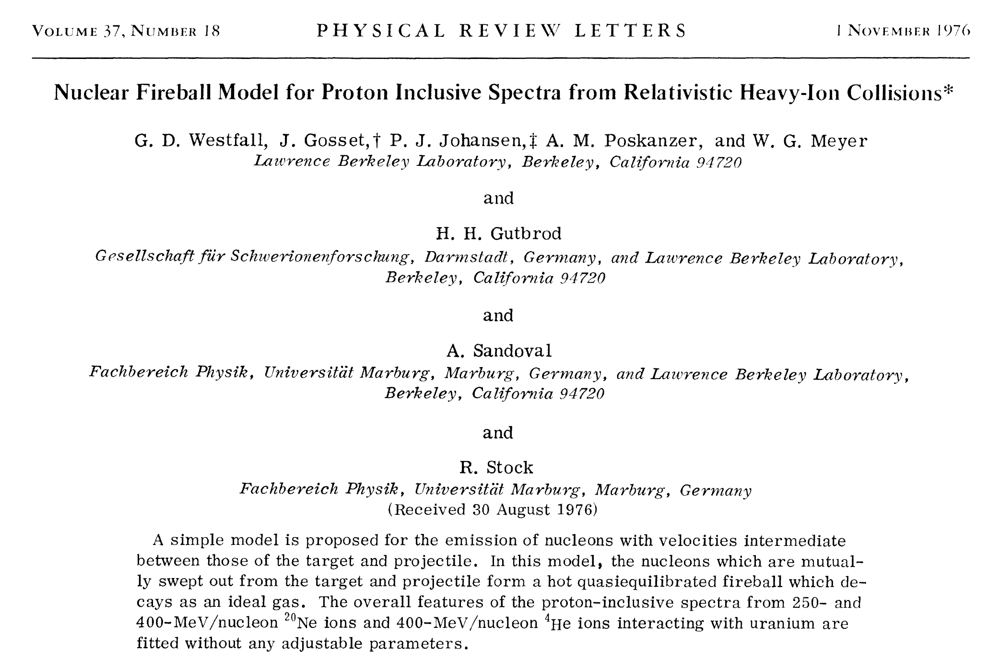 VOLUME 37, NUMBER 18 PHYSICAL REVIEW LETTERS 1 NOVEMBER 1976
Nuclear Fireball Model for Proton Inclusive Spectra from Relativistic Heavy-Ion Collisions*
G. D. Westfall, J. Gosset,† P. J. Johansen,‡ A. M. Poskanzer, and W. G. Meyer
Lawrence Berkeley Laboratory, Berkeley, California 94720
and
H. H. Gutbrod
Gesellschaft für Schwerionenforschung, Darmstadt, Germany, and Lawrence Berkeley Laboratory,
Berkeley, California 94720
and
A. Sandoval
Fachbereich Physik, Universität Marburg, Marburg, Germany, and Lawrence Berkeley Laboratory,
Berkeley, California 94720
and
R. Stock
Fachbereich Physik, Universität Marburg, Marburg, Germany
(Received 30 August 1976)
A simple model is proposed for the emission of nucleons with velocities intermediate
between those of the target and projectile. In this model, the nucleons which are mutual-
ly swept out from the target and projectile form a hot quasiequilibrated fireball which de-
cays as an ideal gas. The overall features of the proton-inclusive spectra from 250- and
400-MeV/nucleon ²⁰Ne ions and 400-MeV/nucleon ⁴He ions interacting with uranium are
fitted without any adjustable parameters.